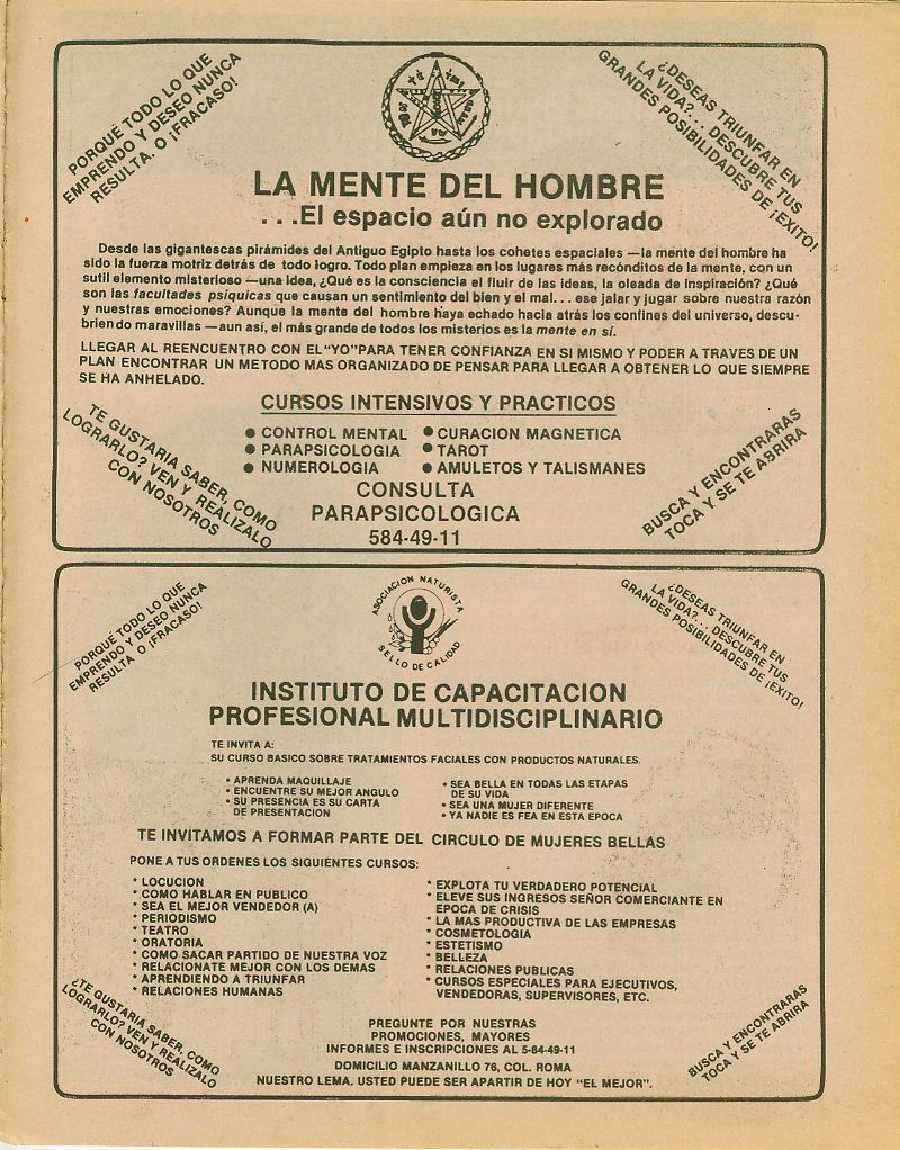 PORQUE TODO LO QUE
EMPRENDO Y DESEO NUNCA
RESULTA. O ¡FRACASO!
¿DESEAS TRIUNFAR EN
LA VIDA?... DESCUBRE TUS
GRANDES POSIBILIDADES DE ¡EXITO!
LA MENTE DEL HOMBRE
...El espacio aún no explorado
Desde las gigantescas pirámides del Antiguo Egipto hasta los cohetes espaciales —la mente del hombre ha
sido la fuerza motriz detrás de todo logro. Todo plan empieza en los lugares más recónditos de la mente, con un
sutil elemento misterioso —una idea, ¿Qué es la consciencia el fluir de las ideas, la oleada de inspiración? ¿Qué
son las facultades psíquicas que causan un sentimiento del bien y el mal... ese jalar y jugar sobre nuestra razón
y nuestras emociones? Aunque la mente del hombre haya echado hacia atrás los confines del universo, descu-
briendo maravillas —aun así, el más grande de todos los misterios es la mente en sí.
LLEGAR AL REENCUENTRO CON EL"YO"PARA TENER CONFIANZA EN SI MISMO Y PODER A TRAVES DE UN
PLAN ENCONTRAR UN METODO MAS ORGANIZADO DE PENSAR PARA LLEGAR A OBTENER LO QUE SIEMPRE
SE HA ANHELADO.
CURSOS INTENSIVOS Y PRACTICOS
● CONTROL MENTAL ● CURACION MAGNETICA
● PARAPSICOLOGIA ● TAROT
● NUMEROLOGIA ● AMULETOS Y TALISMANES
CONSULTA
PARAPSICOLOGICA
584-49-11
TE GUSTARIA SABER, COMO
LOGRARLO? VEN Y REALIZALO
CON NOSOTROS
BUSCA Y ENCONTRARAS
TOCA Y SE TE ABRIRA
PORQUE TODO LO QUE
EMPRENDO Y DESEO NUNCA
RESULTA O ¡FRACASO!
ASOCIACION NATURISTA
SELLO DE CALIDAD
¿DESEAS TRIUNFAR EN
LA VIDA?... DESCUBRE TUS
GRANDES POSIBILIDADES DE ¡EXITO!
INSTITUTO DE CAPACITACION
PROFESIONAL MULTIDISCIPLINARIO
TE INVITA A:
SU CURSO BASICO SOBRE TRATAMIENTOS FACIALES CON PRODUCTOS NATURALES.
• APRENDA MAQUILLAJE
• ENCUENTRE SU MEJOR ANGULO
• SU PRESENCIA ES SU CARTA
DE PRESENTACION
• SEA BELLA EN TODAS LAS ETAPAS
DE SU VIDA
• SEA UNA MUJER DIFERENTE
• YA NADIE ES FEA EN ESTA EPOCA
TE INVITAMOS A FORMAR PARTE DEL CIRCULO DE MUJERES BELLAS
PONE A TUS ORDENES LOS SIGUIENTES CURSOS:
* LOCUCION
* COMO HABLAR EN PUBLICO
* SEA EL MEJOR VENDEDOR (A)
* PERIODISMO
* TEATRO
* ORATORIA
* COMO SACAR PARTIDO DE NUESTRA VOZ
* RELACIONATE MEJOR CON LOS DEMAS
* APRENDIENDO A TRIUNFAR
* RELACIONES HUMANAS
* EXPLOTA TU VERDADERO POTENCIAL
* ELEVE SUS INGRESOS SEÑOR COMERCIANTE EN
EPOCA DE CRISIS
* LA MAS PRODUCTIVA DE LAS EMPRESAS
* COSMETOLOGIA
* ESTETISMO
* BELLEZA
* RELACIONES PUBLICAS
* CURSOS ESPECIALES PARA EJECUTIVOS,
VENDEDORAS, SUPERVISORES, ETC.
¿TE GUSTARIA SABER, COMO
LOGRARLO? VEN Y REALIZALO
CON NOSOTROS
PREGUNTE POR NUESTRAS
PROMOCIONES, MAYORES
INFORMES E INSCRIPCIONES AL 5-84-49-11
DOMICILIO MANZANILLO 76, COL. ROMA
NUESTRO LEMA. USTED PUEDE SER APARTIR DE HOY "EL MEJOR".
BUSCA Y ENCONTRARAS
TOCA Y SE TE ABRIRA